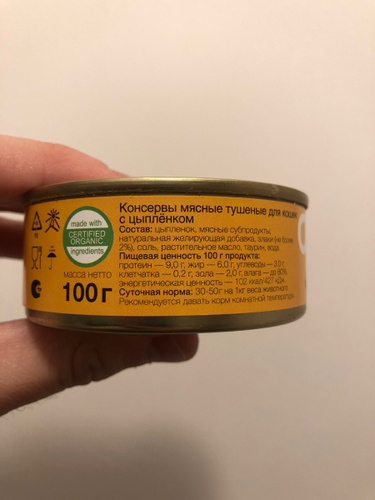 Консервы мясные тушеные для кошек
с цыплёнком
Состав: цыпленок, мясные субпродукты,
натуральная желирующая добавка, злаки (не более
2%), соль, растительное масло, таурин, вода
Пищевая ценность 100 г продукта:
протеин — 9,0 г, жир — 6,0 г, углеводы — 3,0 г,
клетчатка — 0,2 г, зола — 2,0 г, влага — до 80%,
энергетическая ценность — 102 ккал/427 кДж
Суточная норма: 30-50г на 1кг веса животного
Рекомендуется давать корм комнатной температуры
made with
CERTIFIED
ORGANIC
ingredients
масса нетто
100 г